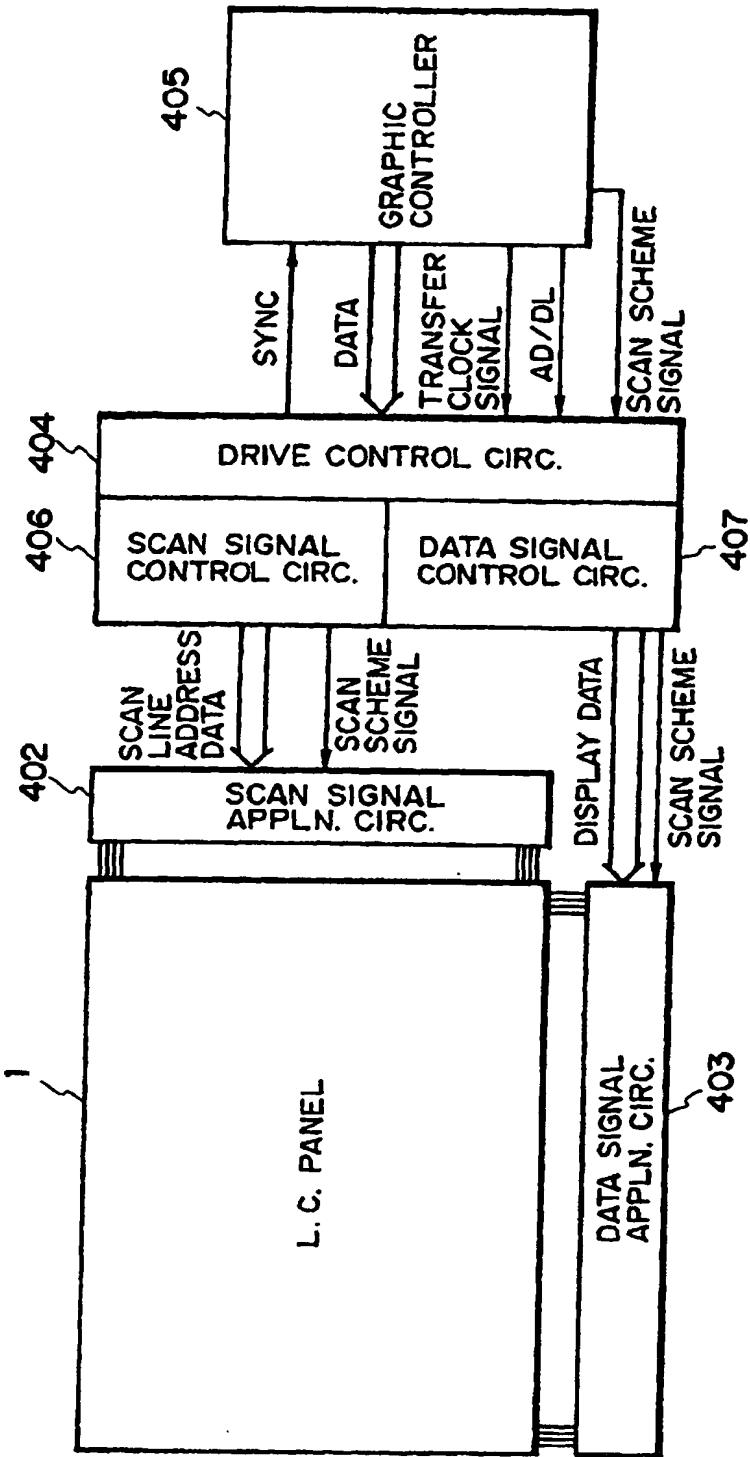 1
L.C. PANEL
402
SCAN SIGNAL
APPLN. CIRC.
DATA SIGNAL
APPLN. CIRC.
403
SCAN
LINE
ADDRESS
DATA
SCAN
SCHEME
SIGNAL
DISPLAY DATA
SCAN SCHEME
SIGNAL
406
SCAN SIGNAL
CONTROL CIRC.
DATA SIGNAL
CONTROL CIRC.
407
404
DRIVE CONTROL CIRC.
SYNC
DATA
TRANSFER
CLOCK
SIGNAL
AD/DL
SCAN SCHEME
SIGNAL
405
GRAPHIC
CONTROLLER